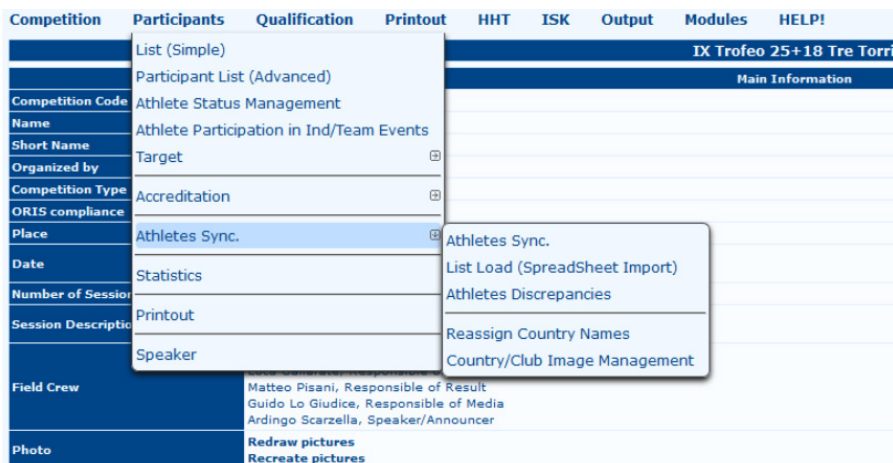 Competition Participants Qualification Printout HHT ISK Output Modules HELP!
IX Trofeo 25+18 Tre Torri
Main Information
List (Simple)
Participant List (Advanced)
Athlete Status Management
Athlete Participation in Ind/Team Events
Target
Accreditation
Athletes Sync.
Statistics
Printout
Speaker
Athletes Sync.
List Load (SpreadSheet Import)
Athletes Discrepancies
Reassign Country Names
Country/Club Image Management
Competition Code
Name
Short Name
Organized by
Competition Type
ORIS compliance
Place
Date
Number of Session
Session Descriptio
Field Crew
Matteo Pisani, Responsible of Result
Guido Lo Giudice, Responsible of Media
Ardingo Scarzella, Speaker/Announcer
Photo
Redraw pictures
Recreate pictures